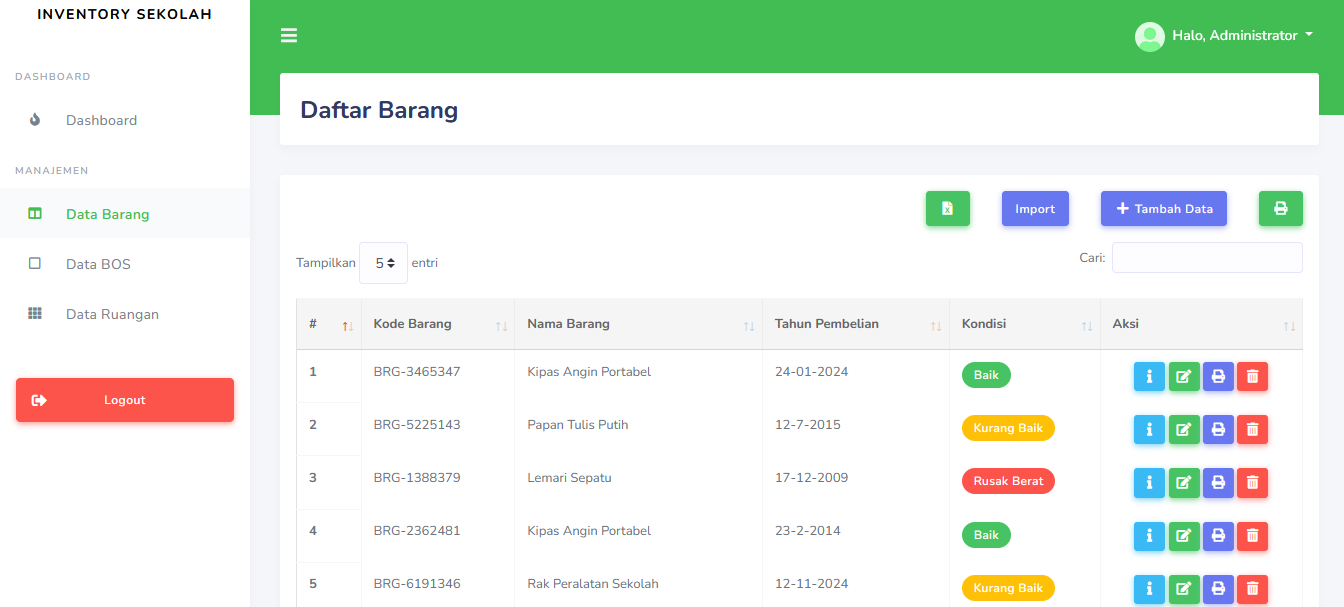 INVENTORY SEKOLAH
Halo, Administrator
DASHBOARD
Dashboard
MANAJEMEN
Data Barang
Data BOS
Data Ruangan
Logout
Daftar Barang
Import
+ Tambah Data
Tampilkan 5 entri
Cari:
# Kode Barang Nama Barang Tahun Pembelian Kondisi Aksi
1 BRG-3465347 Kipas Angin Portabel 24-01-2024 Baik
2 BRG-5225143 Papan Tulis Putih 12-7-2015 Kurang Baik
3 BRG-1388379 Lemari Sepatu 17-12-2009 Rusak Berat
4 BRG-2362481 Kipas Angin Portabel 23-2-2014 Baik
5 BRG-6191346 Rak Peralatan Sekolah 12-11-2024 Kurang Baik